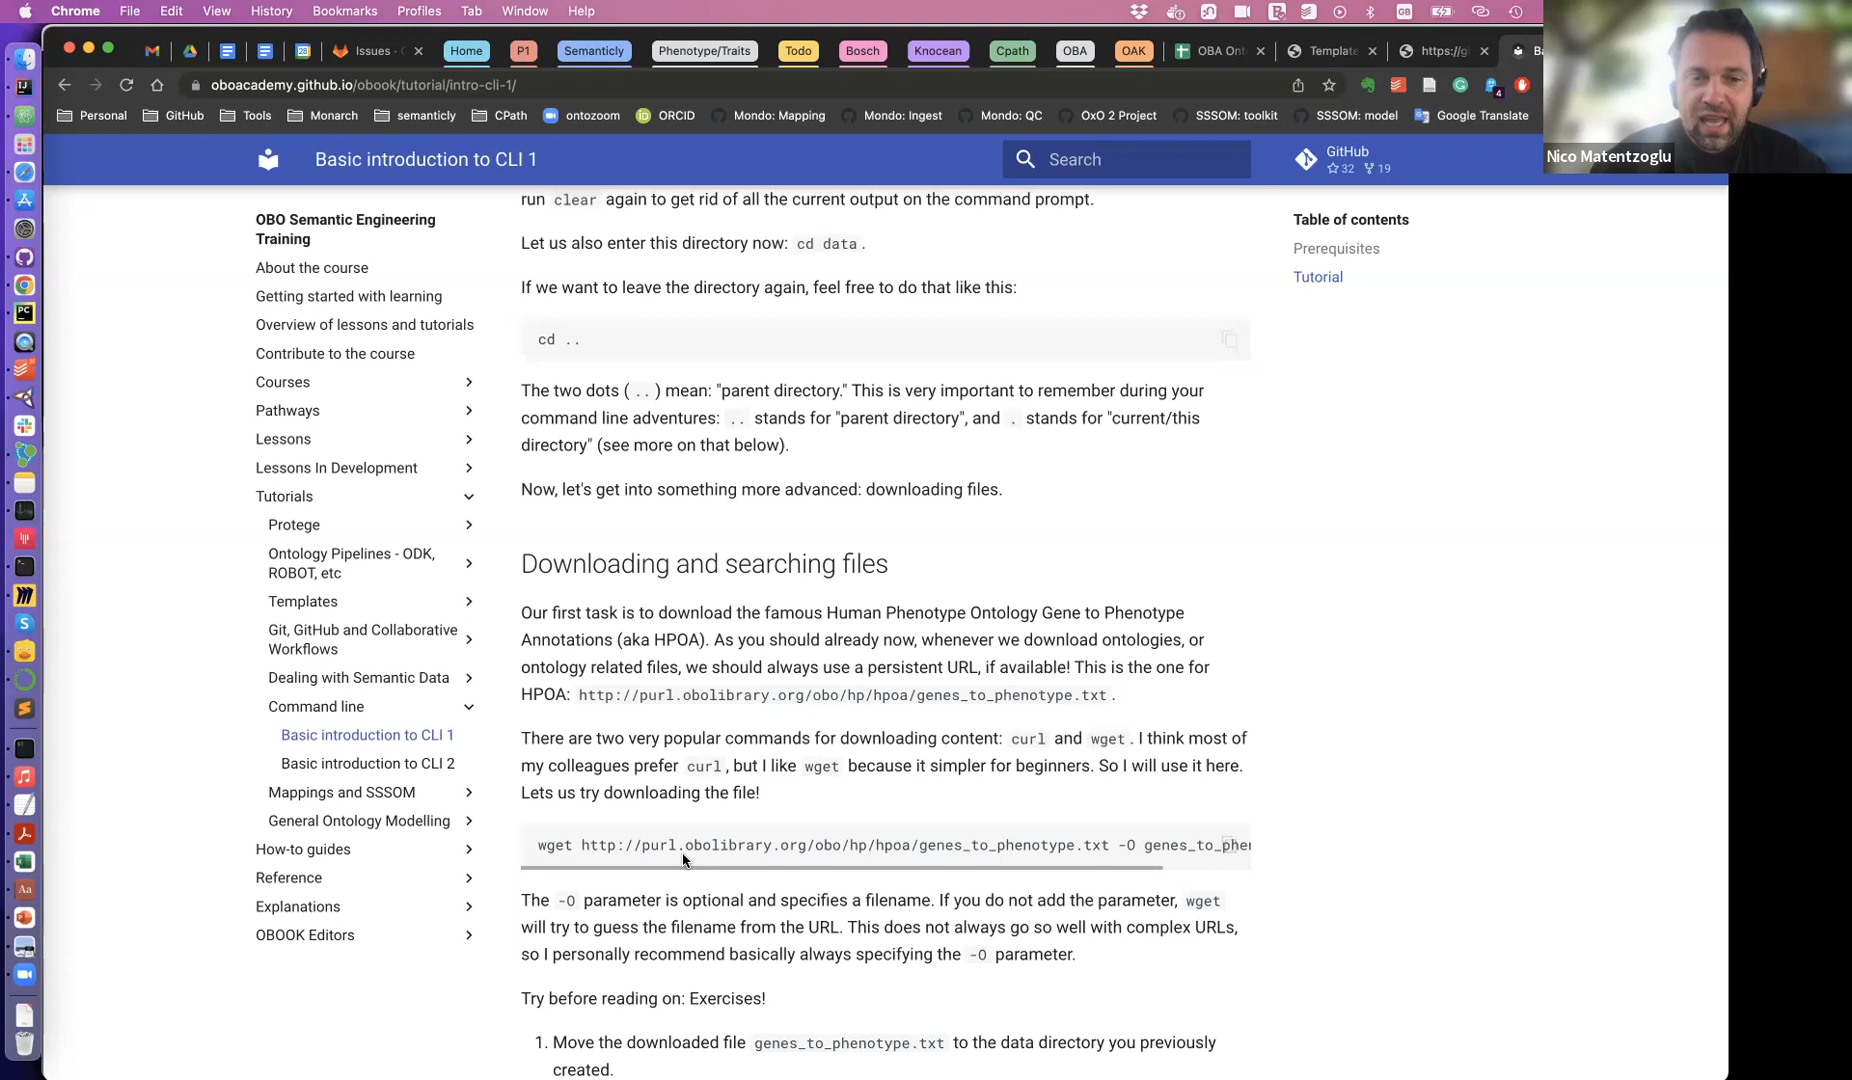 Chrome File Edit View History Bookmarks Profiles Tab Window Help GB
Issues · Home P1 Semanticly Phenotype/Traits Todo Bosch Knocean Cpath OBA OAK OBA Ont Template https://gi Ba
oboacademy.github.io/obook/tutorial/intro-cli-1/ 4
Personal GitHub Tools Monarch semanticly CPath ontozoom ORCID Mondo: Mapping Mondo: Ingest Mondo: QC OxO 2 Project SSSOM: toolkit SSSOM: model Google Translate
Nico Matentzoglu
Basic introduction to CLI 1
Search
GitHub
32 19
OBO Semantic Engineering
Training
About the course
Getting started with learning
Overview of lessons and tutorials
Contribute to the course
Courses
Pathways
Lessons
Lessons In Development
Tutorials
Protege
Ontology Pipelines - ODK,
ROBOT, etc
Templates
Git, GitHub and Collaborative
Workflows
Dealing with Semantic Data
Command line
Basic introduction to CLI 1
Basic introduction to CLI 2
Mappings and SSSOM
General Ontology Modelling
How-to guides
Reference
Explanations
OBOOK Editors
run clear again to get rid of all the current output on the command prompt.
Let us also enter this directory now: cd data.
If we want to leave the directory again, feel free to do that like this:
cd ..
The two dots (..) mean: "parent directory." This is very important to remember during your
command line adventures: .. stands for "parent directory", and . stands for "current/this
directory" (see more on that below).
Now, let's get into something more advanced: downloading files.
Downloading and searching files
Our first task is to download the famous Human Phenotype Ontology Gene to Phenotype
Annotations (aka HPOA). As you should already now, whenever we download ontologies, or
ontology related files, we should always use a persistent URL, if available! This is the one for
HPOA: http://purl.obolibrary.org/obo/hp/hpoa/genes_to_phenotype.txt.
There are two very popular commands for downloading content: curl and wget. I think most of
my colleagues prefer curl, but I like wget because it simpler for beginners. So I will use it here.
Lets us try downloading the file!
wget http://purl.obolibrary.org/obo/hp/hpoa/genes_to_phenotype.txt -O genes_to_phen
The -O parameter is optional and specifies a filename. If you do not add the parameter, wget
will try to guess the filename from the URL. This does not always go so well with complex URLs,
so I personally recommend basically always specifying the -O parameter.
Try before reading on: Exercises!
1. Move the downloaded file genes_to_phenotype.txt to the data directory you previously
created.
Table of contents
Prerequisites
Tutorial